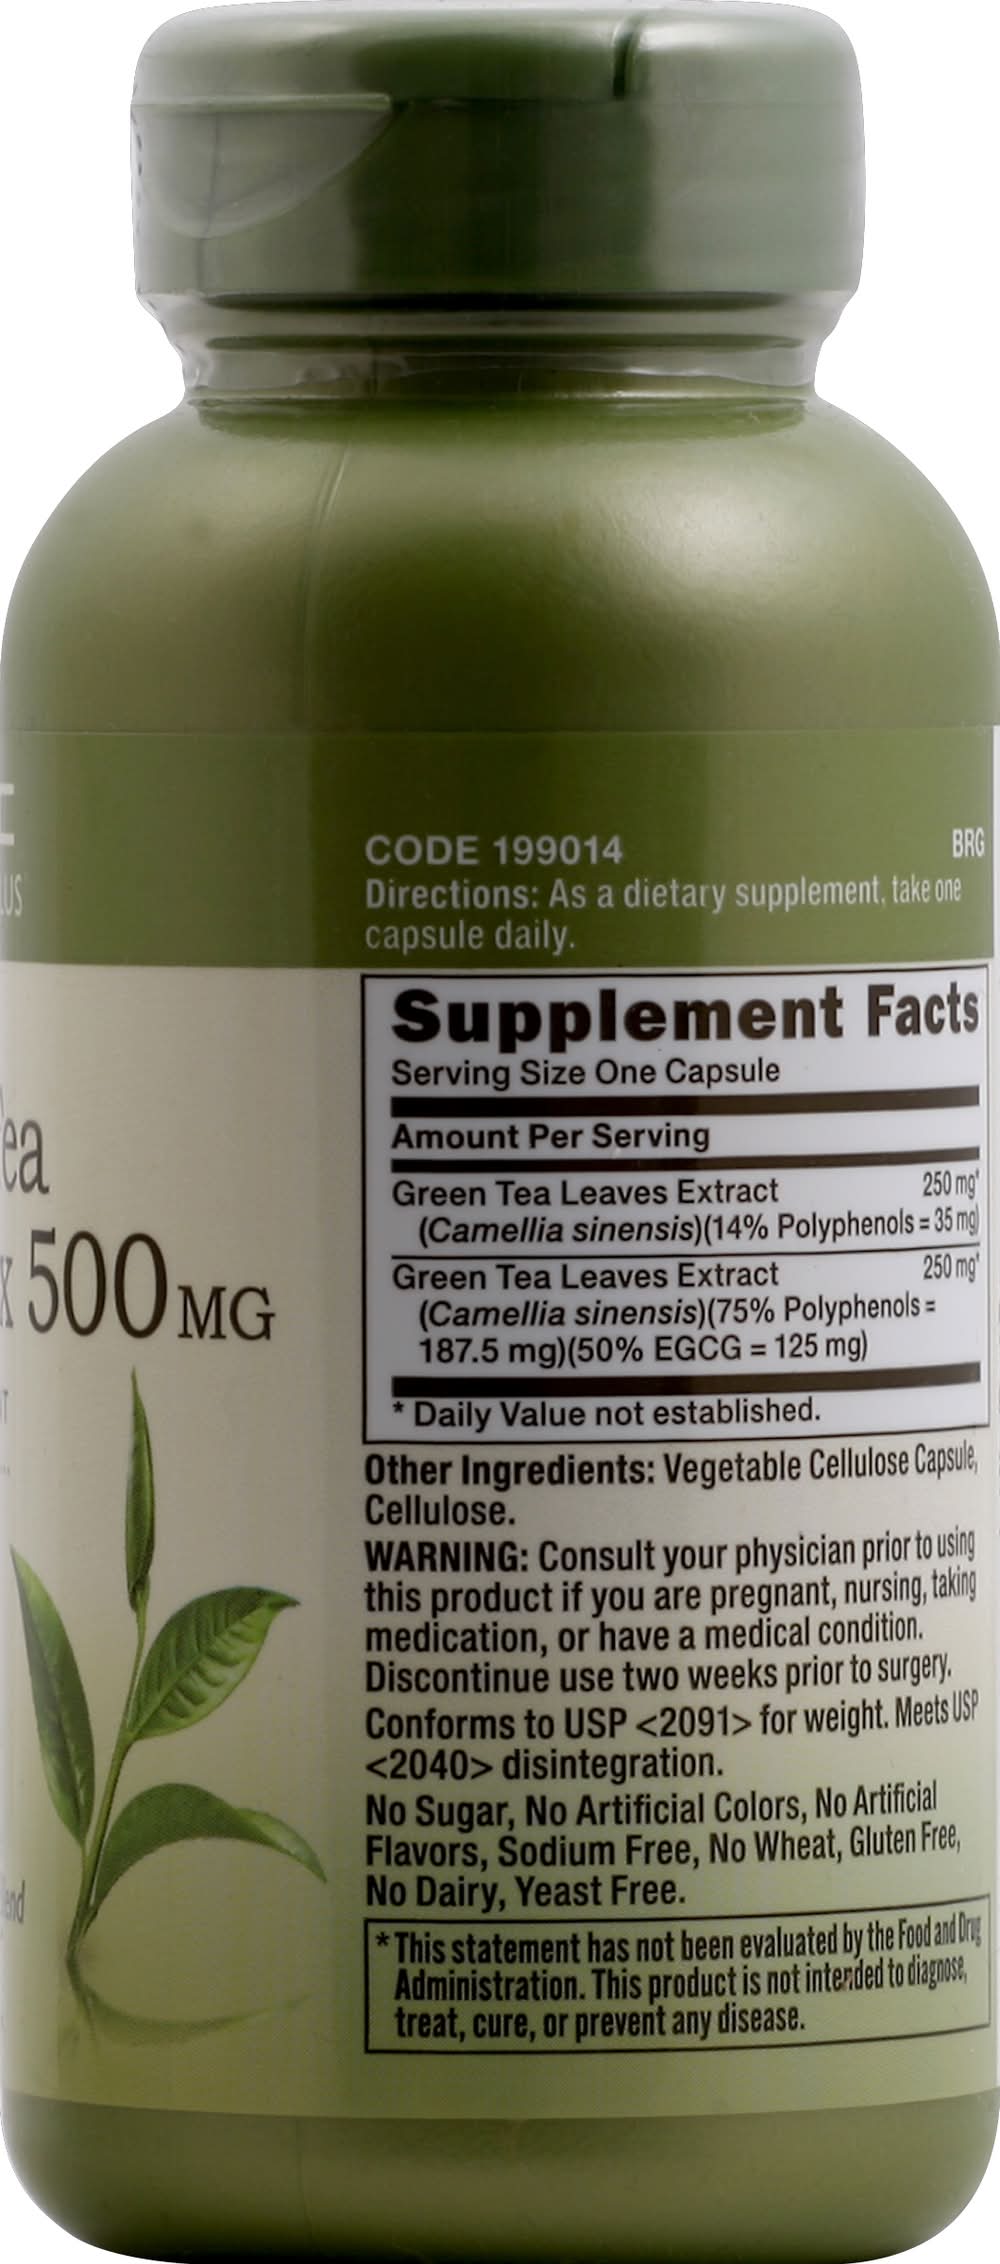 LUS
ea
x 500 MG
CODE 199014
BRG
Directions: As a dietary supplement, take one
capsule daily.
Supplement Facts
Serving Size One Capsule
Amount Per Serving
Green Tea Leaves Extract 250 mg*
(Camellia sinensis)(14% Polyphenols = 35 mg)
Green Tea Leaves Extract 250 mg*
(Camellia sinensis)(75% Polyphenols =
187.5 mg)(50% EGCG = 125 mg)
* Daily Value not established.
Other Ingredients: Vegetable Cellulose Capsule,
Cellulose.
WARNING: Consult your physician prior to using
this product if you are pregnant, nursing, taking
medication, or have a medical condition.
Discontinue use two weeks prior to surgery.
Conforms to USP <2091> for weight. Meets USP
<2040> disintegration.
No Sugar, No Artificial Colors, No Artificial
Flavors, Sodium Free, No Wheat, Gluten Free,
No Dairy, Yeast Free.
* This statement has not been evaluated by the Food and Drug
Administration. This product is not intended to diagnose,
treat, cure, or prevent any disease.